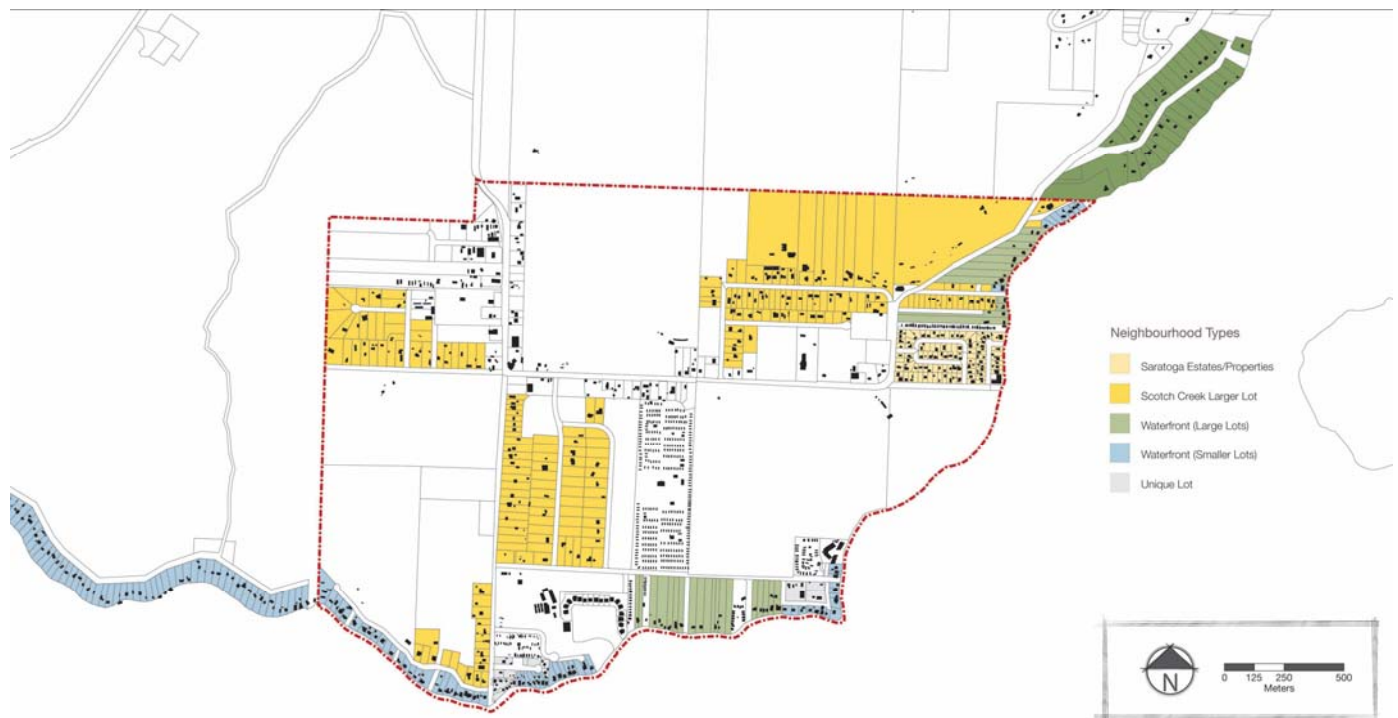 Neighbourhood Types
Saratoga Estates/Properties
Scotch Creek Larger Lot
Waterfront (Large Lots)
Waterfront (Smaller Lots)
Unique Lot
N
0 125 250 500
Meters